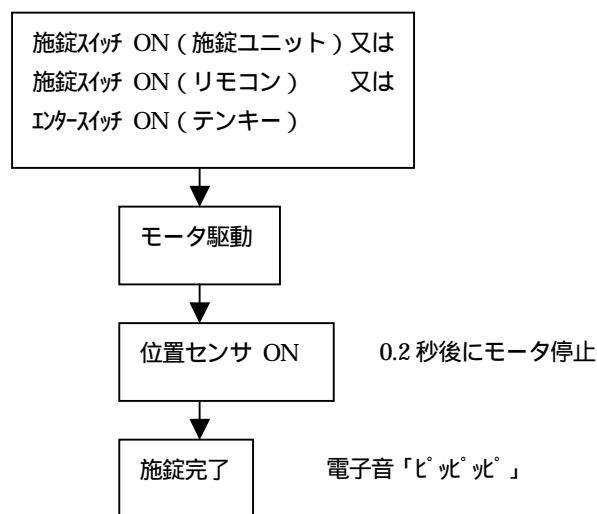 施錠ｽｲｯﾁ ON（施錠ユニット）又は
施錠ｽｲｯﾁ ON（リモコン）　又は
ｴﾝﾀｰｽｲｯﾁ ON（テンキー）
モータ駆動
位置センサ ON　0.2 秒後にモータ停止
施錠完了　電子音「ﾋﾟｯﾋﾟｯﾋﾟ」